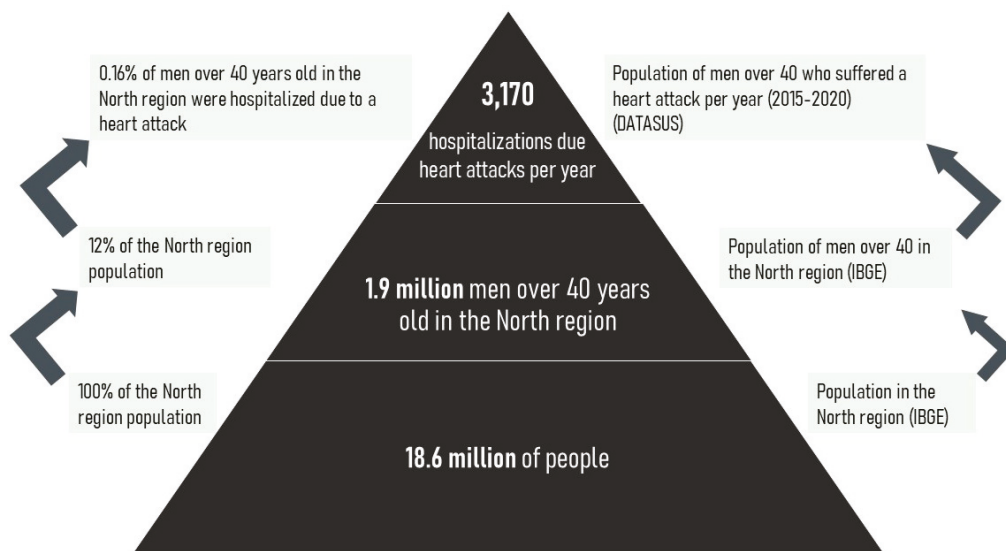 0.16% of men over 40 years old in the
North region were hospitalized due to a
heart attack
3,170
hospitalizations due
heart attacks per year
Population of men over 40 who suffered a
heart attack per year (2015-2020)
(DATASUS)
12% of the North region
population
1.9 million men over 40 years
old in the North region
Population of men over 40 in
the North region (IBGE)
100% of the North
region population
18.6 million of people
Population in the
North region (IBGE)